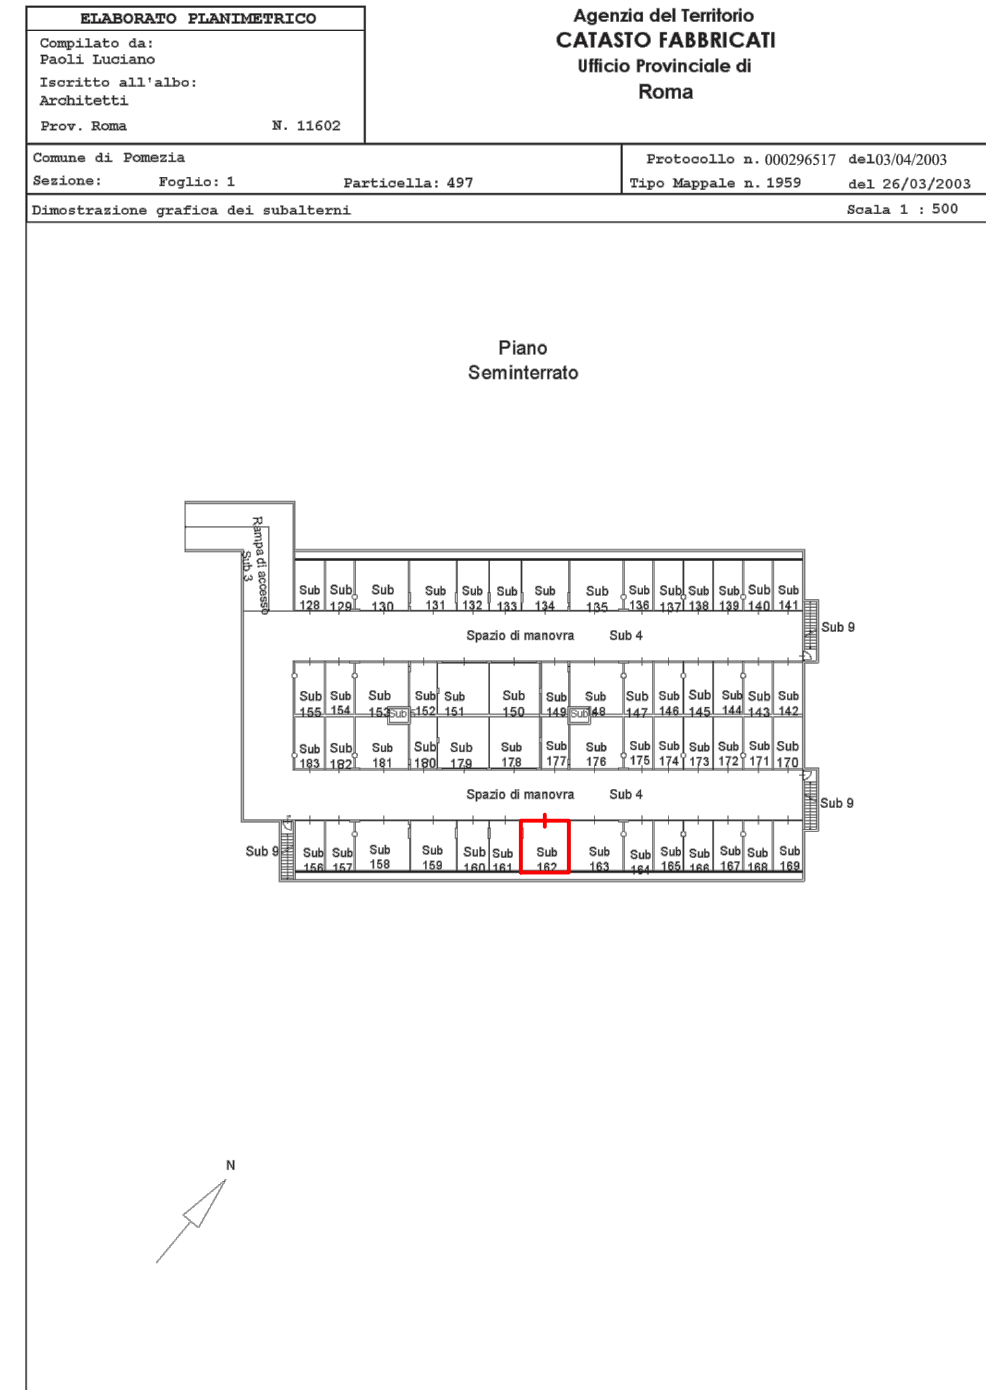 ELABORATO PLANIMETRICO
Compilato da:
Paoli Luciano
Iscritto all'albo:
Architetti
Prov. Roma N. 11602
Agenzia del Territorio
CATASTO FABBRICATI
Ufficio Provinciale di
Roma
Comune di Pomezia
Sezione: Foglio: 1 Particella: 497
Protocollo n. 000296517 del 03/04/2003
Tipo Mappale n. 1959 del 26/03/2003
Dimostrazione grafica dei subalterni
Scala 1 : 500
Piano
Seminterrato
Rampa di accesso
Sub 3
Sub Sub Sub Sub Sub Sub Sub Sub Sub Sub Sub Sub Sub Sub
128 129 130 131 132 133 134 135 136 137 138 139 140 141
Spazio di manovra Sub 4
Sub 9
Sub Sub Sub Sub Sub Sub Sub Sub Sub Sub Sub Sub Sub Sub
155 154 153 152 151 150 149 148 147 146 145 144 143 142
Sub Sub
Sub Sub Sub Sub Sub Sub Sub Sub Sub Sub Sub Sub Sub Sub
183 182 181 180 179 178 177 176 175 174 173 172 171 170
Spazio di manovra Sub 4
Sub 9
Sub 9
Sub Sub Sub Sub Sub Sub Sub Sub Sub Sub Sub Sub Sub Sub
156 157 158 159 160 161 162 163 164 165 166 167 168 169
N